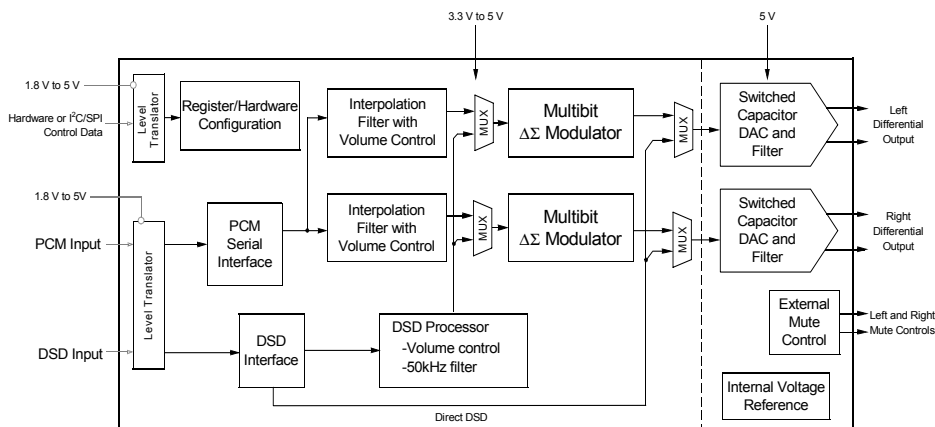 3.3 V to 5 V
5 V
1.8 V to 5 V
Hardware or I²C/SPI
Control Data
Level
Translator
Register/Hardware
Configuration
Interpolation
Filter with
Volume Control
MUX
Multibit
ΔΣ Modulator
MUX
Switched
Capacitor
DAC and
Filter
Left
Differential
Output
1.8 V to 5V
PCM Input
Level Translator
PCM
Serial
Interface
Interpolation
Filter with
Volume Control
MUX
Multibit
ΔΣ Modulator
MUX
Switched
Capacitor
DAC and
Filter
Right
Differential
Output
DSD Input
DSD
Interface
DSD Processor
-Volume control
-50kHz filter
External
Mute
Control
Left and Right
Mute Controls
Internal Voltage
Reference
Direct DSD